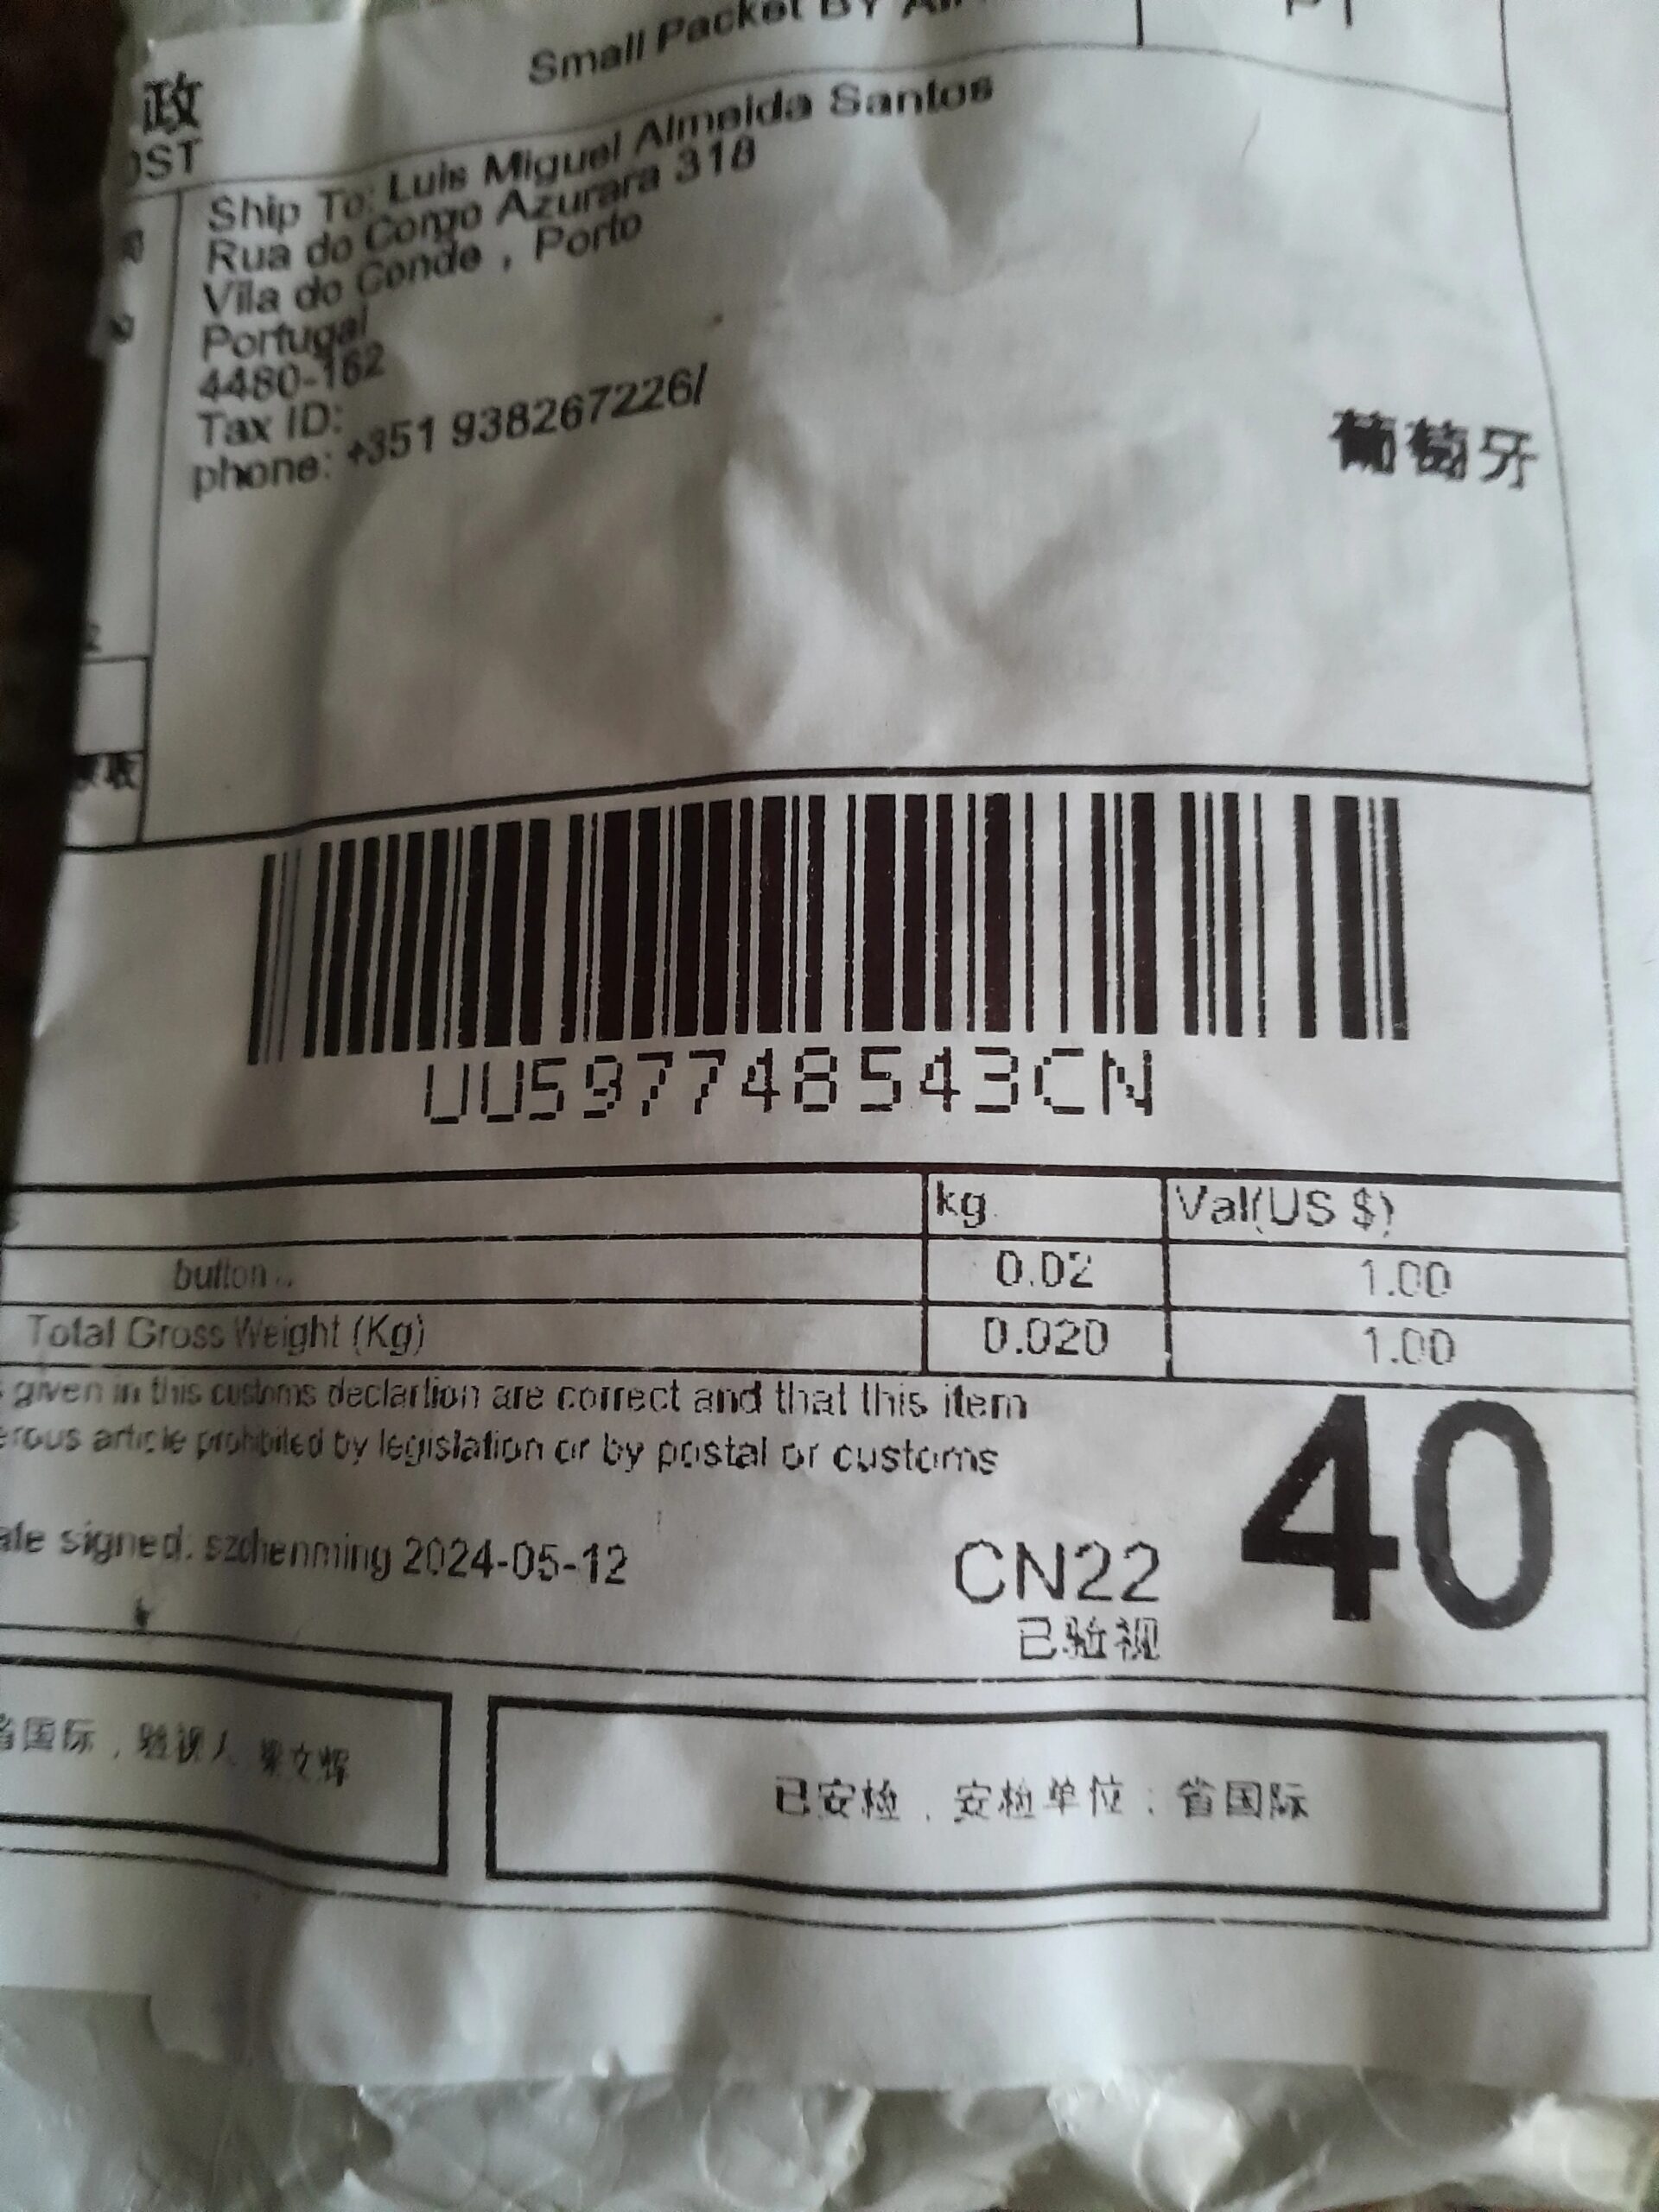 政
Small Packet BY
OST
Ship To: Luis Miguel Almeida Santos
Rua do Corgo Azurara 318
Vila do Conde , Porto
Portugal
4480-162
Tax ID:
phone: +351 938267226/
葡萄牙
UU597748543CN
kg
Val(US $)
button
0.02
1.00
Total Gross Weight (Kg)
0.020
1.00
given in this customs declartion are correct and that this item
erous article prohibited by legislation or by postal or customs
40
ate signed: szchenming 2024-05-12
CN22
已验视
省国际，验视人 梁文辉
已安检，安检单位：省国际